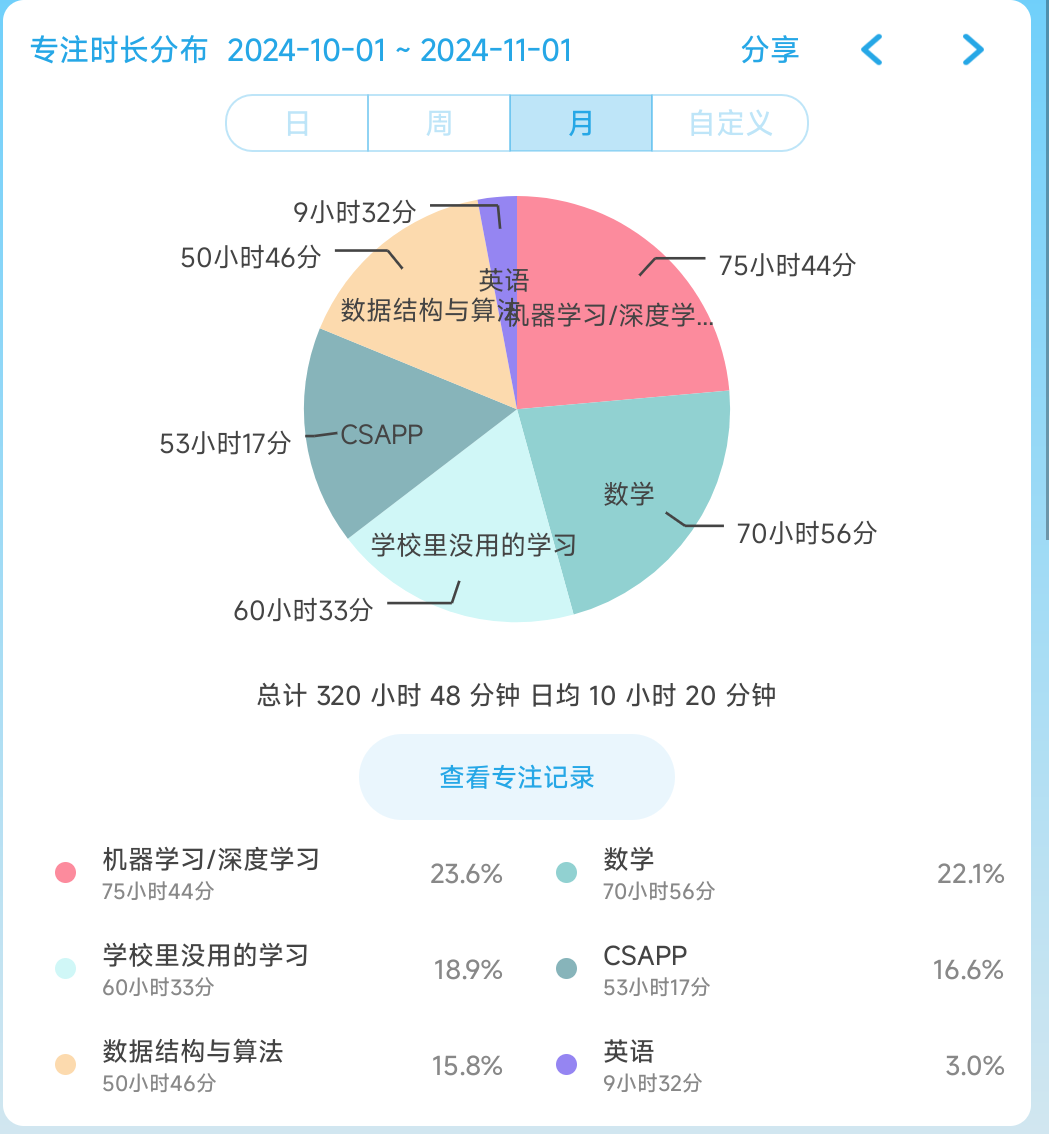 专注时长分布 2024-10-01 ~ 2024-11-01 分享
日 周 月 自定义
9小时32分
50小时46分
75小时44分
英语
数据结构与算法
机器学习/深度学...
53小时17分
CSAPP
数学
70小时56分
学校里没用的学习
60小时33分
总计 320 小时 48 分钟 日均 10 小时 20 分钟
查看专注记录
机器学习/深度学习
75小时44分
23.6%
数学
70小时56分
22.1%
学校里没用的学习
60小时33分
18.9%
CSAPP
53小时17分
16.6%
数据结构与算法
50小时46分
15.8%
英语
9小时32分
3.0%